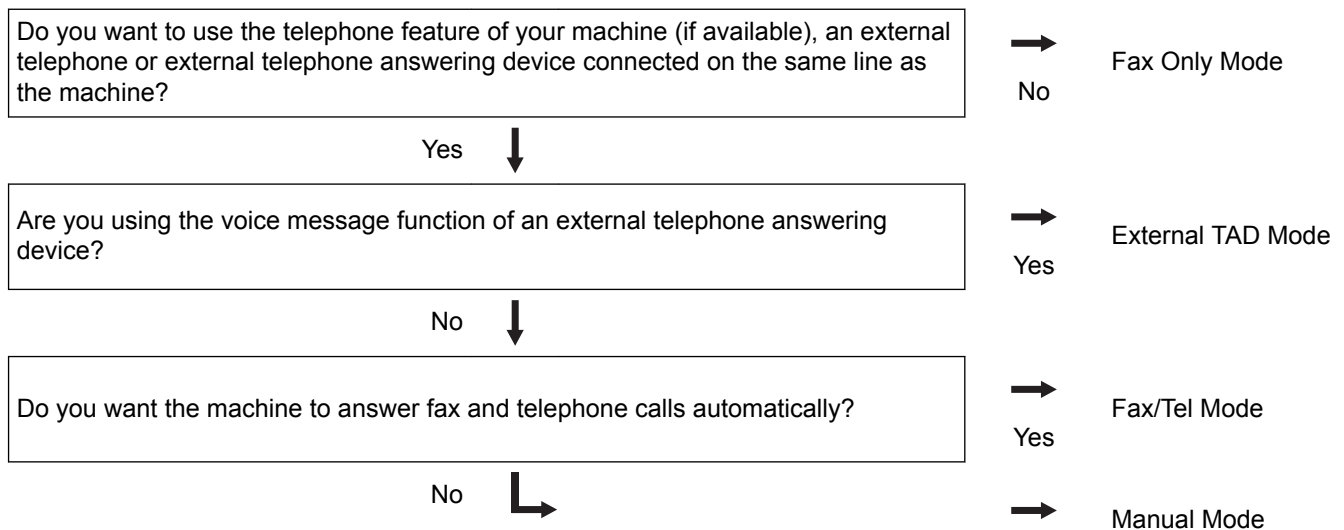 Do you want to use the telephone feature of your machine (if available), an external
telephone or external telephone answering device connected on the same line as
the machine?
No
Fax Only Mode
Yes
Are you using the voice message function of an external telephone answering
device?
Yes
External TAD Mode
No
Do you want the machine to answer fax and telephone calls automatically?
Yes
Fax/Tel Mode
No
Manual Mode